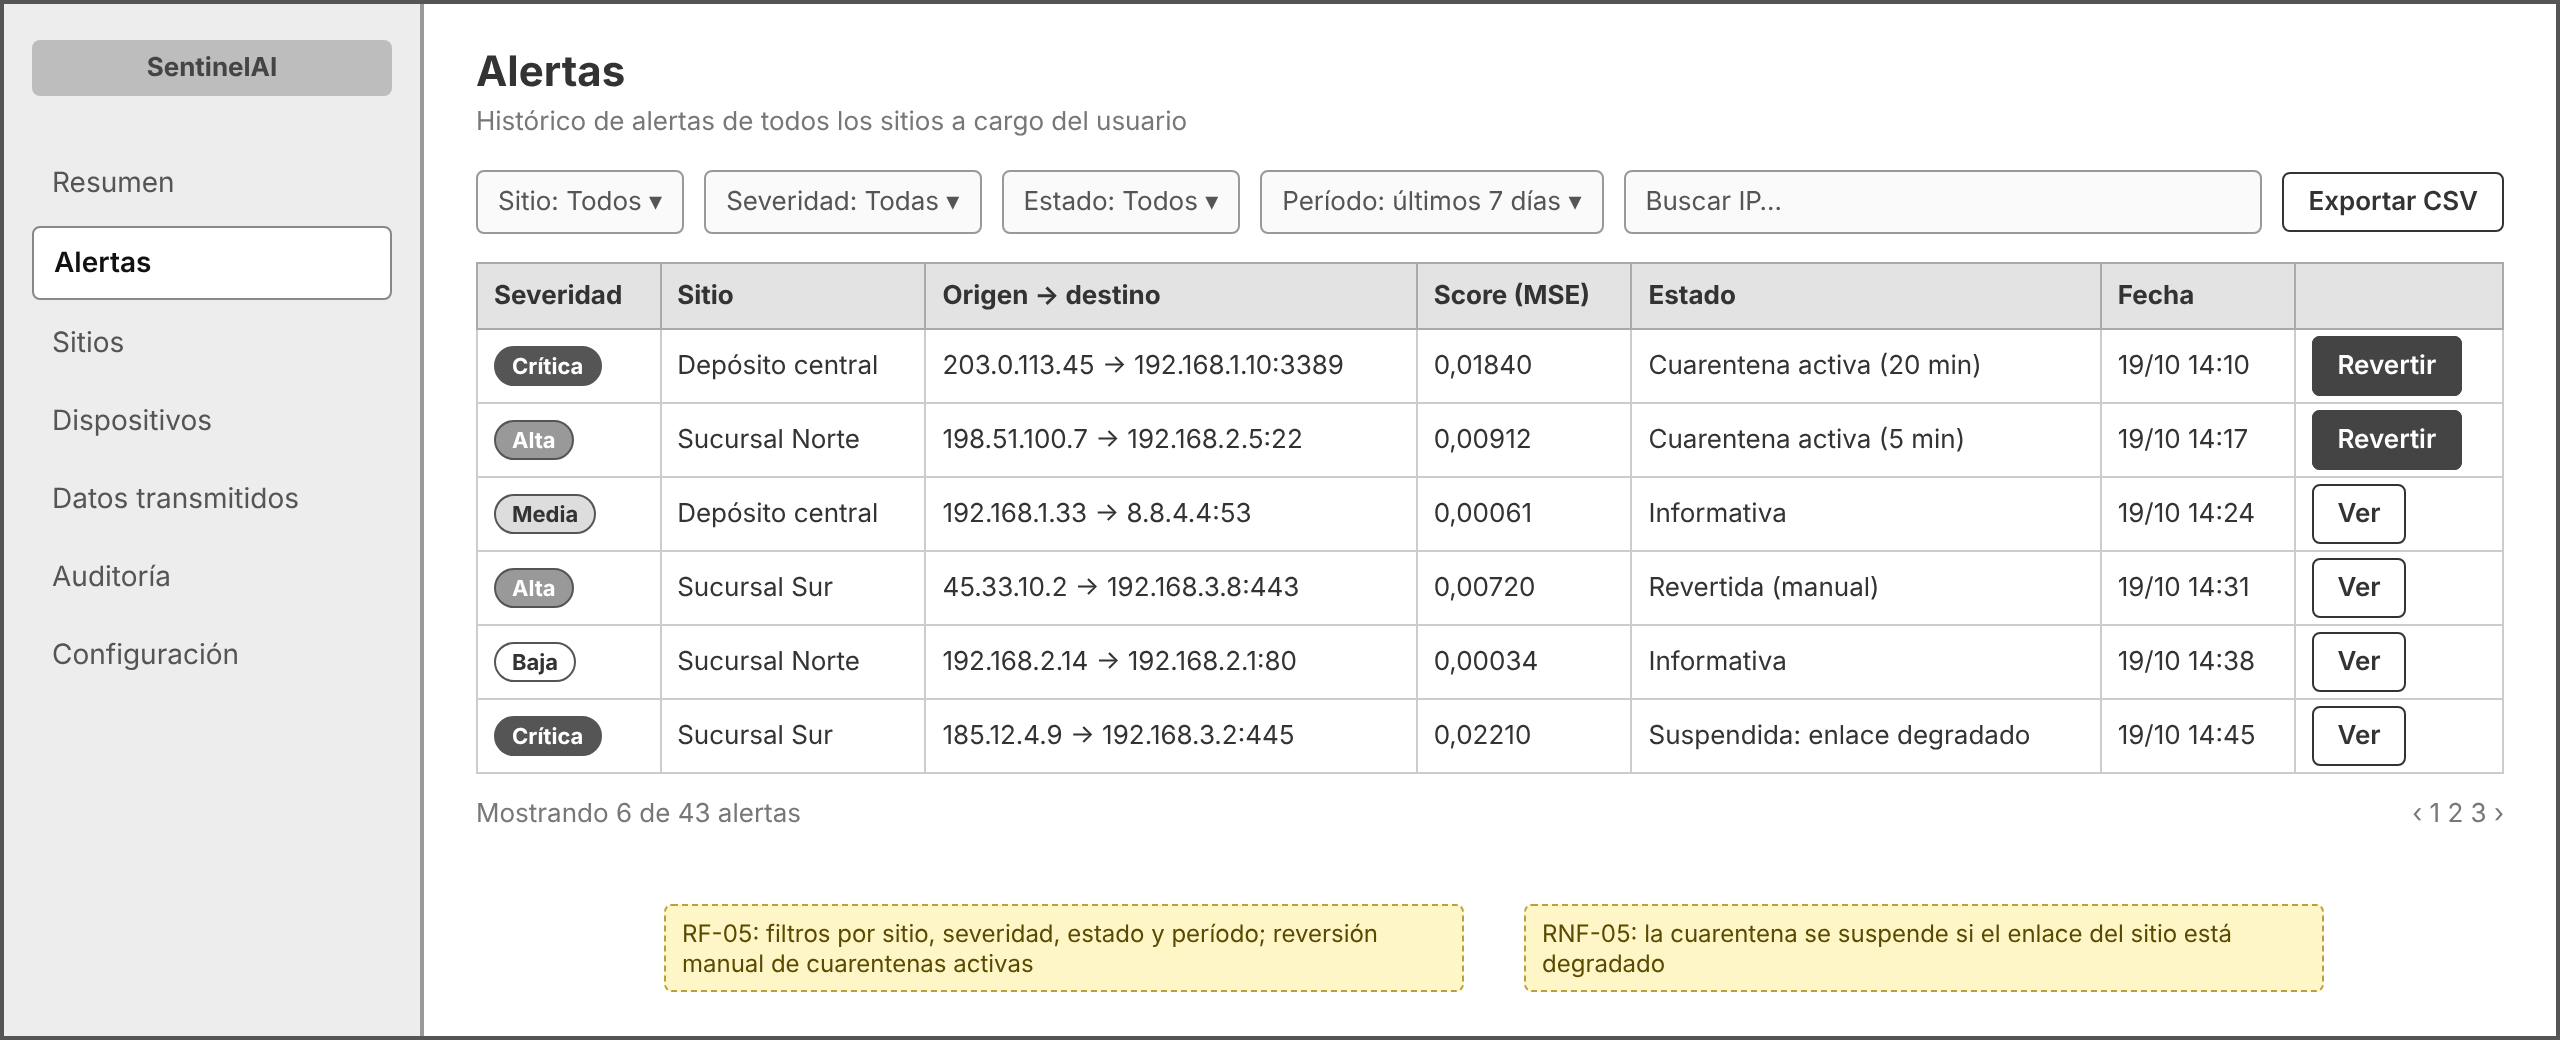 SentinelAI
Resumen
Alertas
Sitios
Dispositivos
Datos transmitidos
Auditoría
Configuración
Alertas
Histórico de alertas de todos los sitios a cargo del usuario
Sitio: Todos ▾ Severidad: Todas ▾ Estado: Todos ▾ Período: últimos 7 días ▾ Buscar IP... Exportar CSV
Severidad Sitio Origen → destino Score (MSE) Estado Fecha
Crítica Depósito central 203.0.113.45 → 192.168.1.10:3389 0,01840 Cuarentena activa (20 min) 19/10 14:10 Revertir
Alta Sucursal Norte 198.51.100.7 → 192.168.2.5:22 0,00912 Cuarentena activa (5 min) 19/10 14:17 Revertir
Media Depósito central 192.168.1.33 → 8.8.4.4:53 0,00061 Informativa 19/10 14:24 Ver
Alta Sucursal Sur 45.33.10.2 → 192.168.3.8:443 0,00720 Revertida (manual) 19/10 14:31 Ver
Baja Sucursal Norte 192.168.2.14 → 192.168.2.1:80 0,00034 Informativa 19/10 14:38 Ver
Crítica Sucursal Sur 185.12.4.9 → 192.168.3.2:445 0,02210 Suspendida: enlace degradado 19/10 14:45 Ver
Mostrando 6 de 43 alertas ‹ 1 2 3 ›
RF-05: filtros por sitio, severidad, estado y período; reversión
manual de cuarentenas activas
RNF-05: la cuarentena se suspende si el enlace del sitio está
degradado